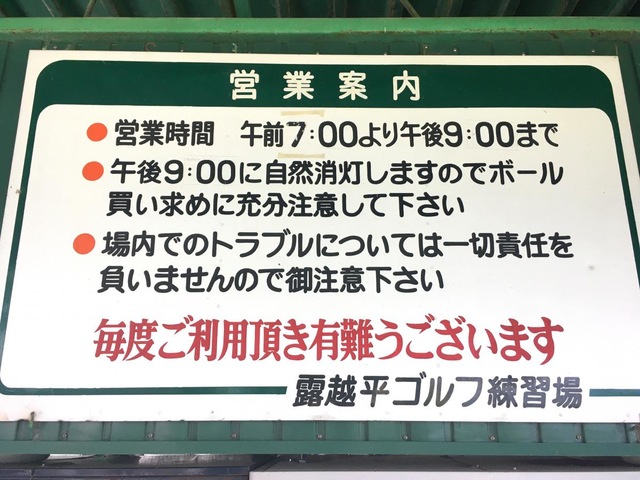 営業案内
●営業時間 午前7:00より午後9:00まで
●午後9:00に自然消灯しますのでボール
買い求めに充分注意して下さい
●場内でのトラブルについては一切責任を
負いませんので御注意下さい
毎度ご利用頂き有難うございます
露越平ゴルフ練習場